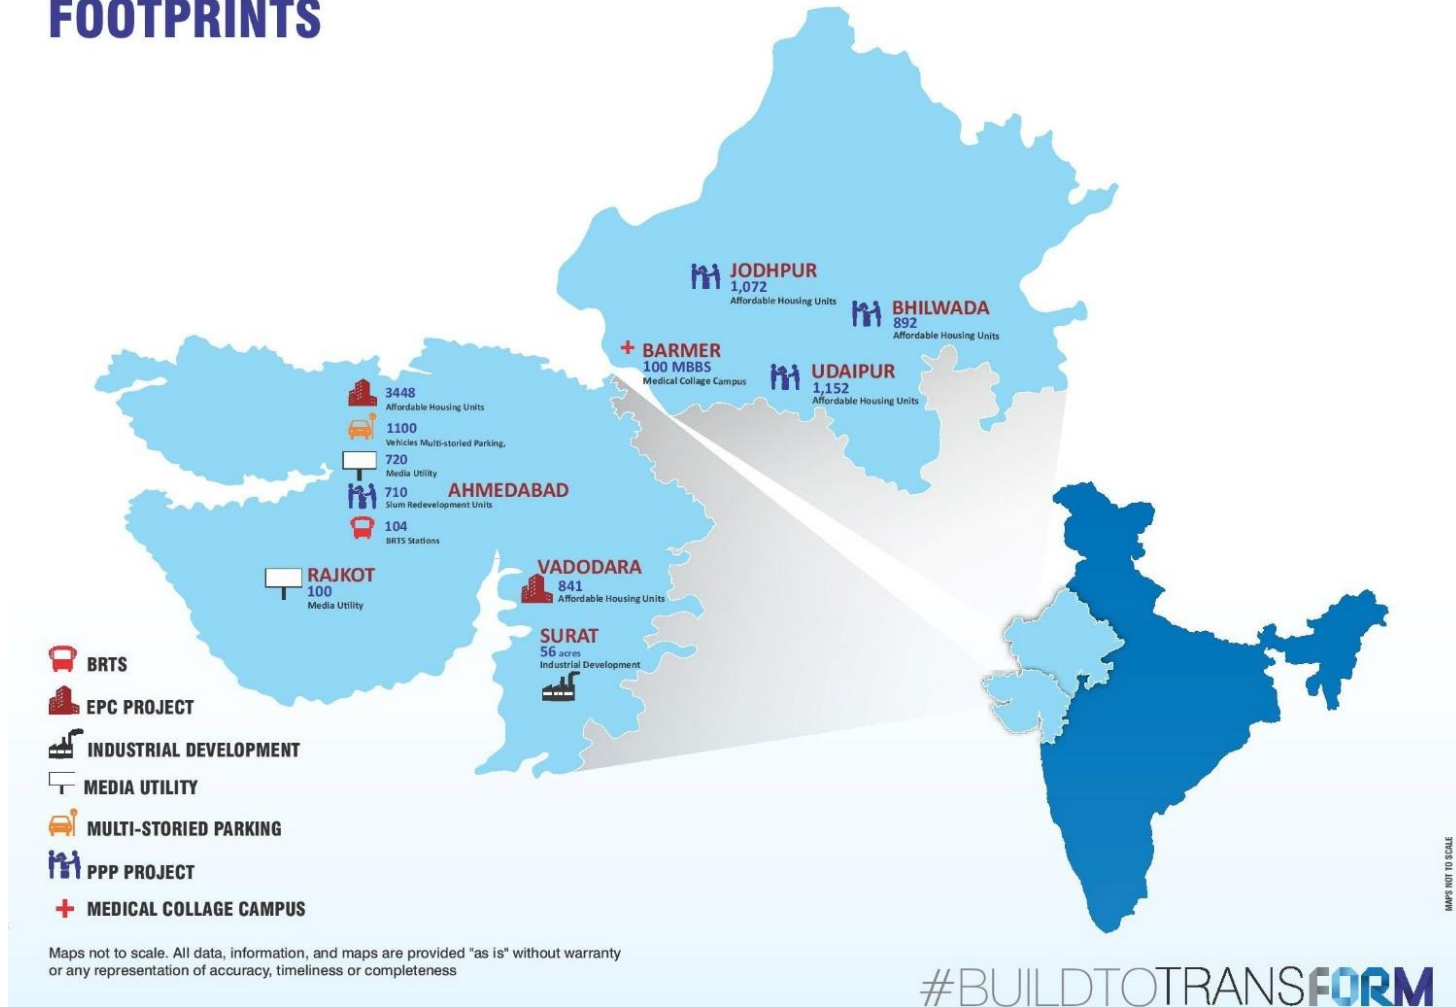 FOOTPRINTS
JODHPUR
1,072
Affordable Housing Units
BHILWADA
892
Affordable Housing Units
BARMER
100 MBBS
Medical Collage Campus
UDAIPUR
1,152
Affordable Housing Units
3448
Affordable Housing Units
1100
Vehicles Multi-storied Parking,
720
Media Utility
710
Slum Redevelopment Units
AHMEDABAD
104
BRTS Stations
RAJKOT
100
Media Utility
VADODARA
841
Affordable Housing Units
SURAT
56 acres
Industrial Development
BRTS
EPC PROJECT
INDUSTRIAL DEVELOPMENT
MEDIA UTILITY
MULTI-STORIED PARKING
PPP PROJECT
MEDICAL COLLAGE CAMPUS
Maps not to scale. All data, information, and maps are provided "as is" without warranty
or any representation of accuracy, timeliness or completeness
MAPS NOT TO SCALE
#BUILDTOTRANSFORM